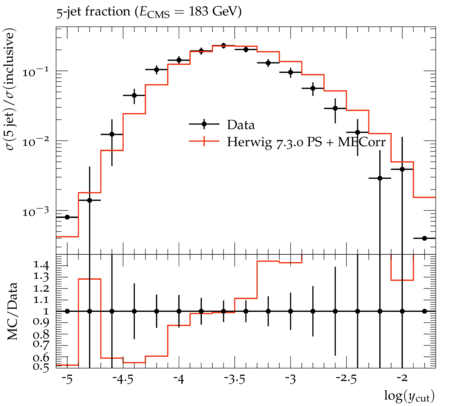 5-jet fraction (E_CMS = 183 GeV)
σ(5 jet)/σ(inclusive)
10⁻¹
10⁻²
10⁻³
Data
Herwig 7.3.0 PS + MECorr
MC/Data
1.4
1.3
1.2
1.1
1
0.9
0.8
0.7
0.6
0.5
-5 -4.5 -4 -3.5 -3 -2.5 -2
log(y_cut)